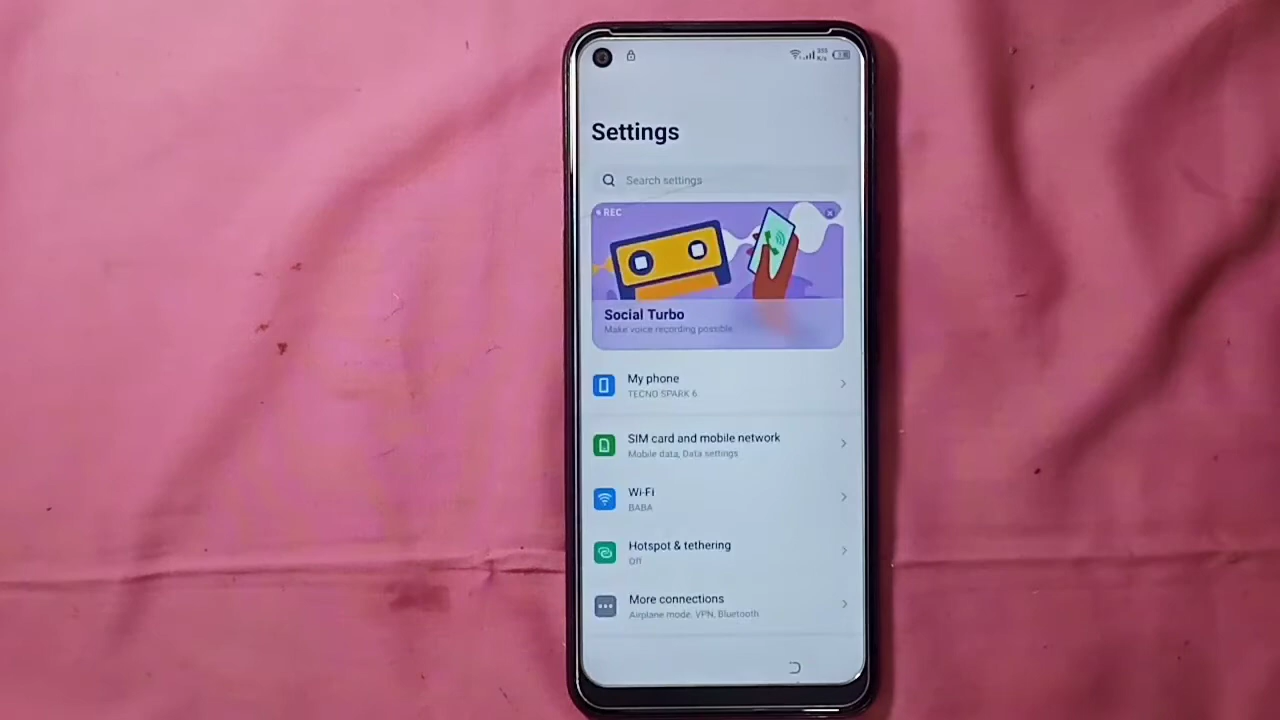 Settings
Search settings
REC
Social Turbo
Make voice recording possible
My phone
TECNO SPARK 6
SIM card and mobile network
Mobile data, Data settings
Wi-Fi
BABA
Hotspot & tethering
Off
More connections
Airplane mode, VPN, Bluetooth